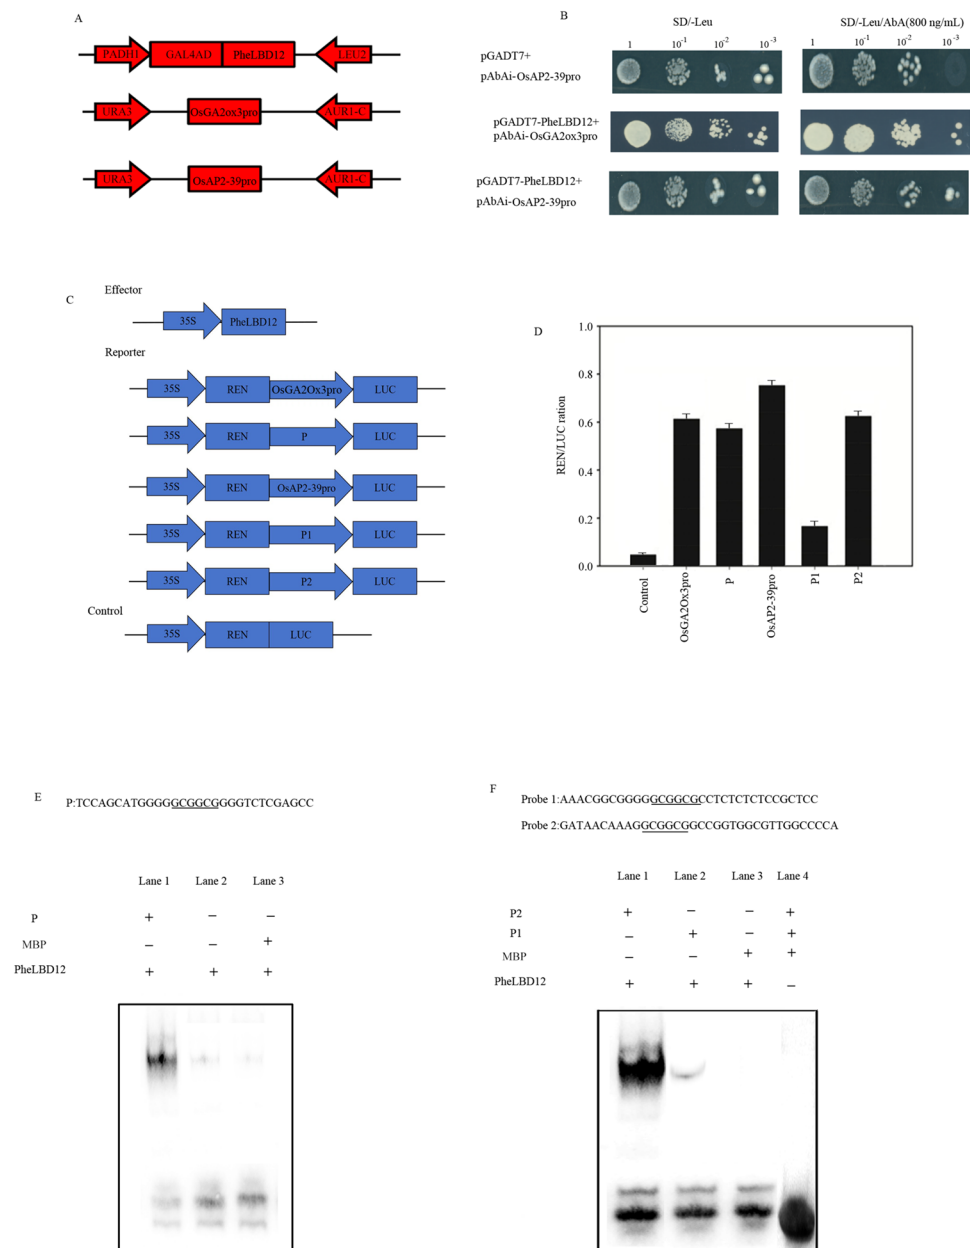 A
PADH1 GAL4AD PheLBD12 LEU2
URA3 OsGA2ox3pro AUR1-C
URA3 OsAP2-39pro AUR1-C
B
SD/-Leu SD/-Leu/AbA(800 ng/mL)
1 10-1 10-2 10-3 1 10-1 10-2 10-3
pGADT7+
pAbAi-OsAP2-39pro
pGADT7-PheLBD12+
pAbAi-OsGA2ox3pro
pGADT7-PheLBD12+
pAbAi-OsAP2-39pro
C
Effector
35S PheLBD12
Reporter
35S REN OsGA2Ox3pro LUC
35S REN P LUC
35S REN OsAP2-39pro LUC
35S REN P1 LUC
35S REN P2 LUC
Control
35S REN LUC
D
REN/LUC ration
1.0
0.8
0.6
0.4
0.2
0.0
Control OsGA2Ox3pro P OsAP2-39pro P1 P2
E
P:TCCAGCATGGGGGCGGCGGGGTCTCGAGCC
Lane 1 Lane 2 Lane 3
P + − −
MBP − − +
PheLBD12 + + +
F
Probe 1:AAACGGCGGGGGCGGCGCCTCTCTCTCCGCTCC
Probe 2:GATAACAAAGGCGGCGGCCGGTGGCGTTGGCCCCA
Lane 1 Lane 2 Lane 3 Lane 4
P2 + − − +
P1 − + − +
MBP − − + +
PheLBD12 + + + −